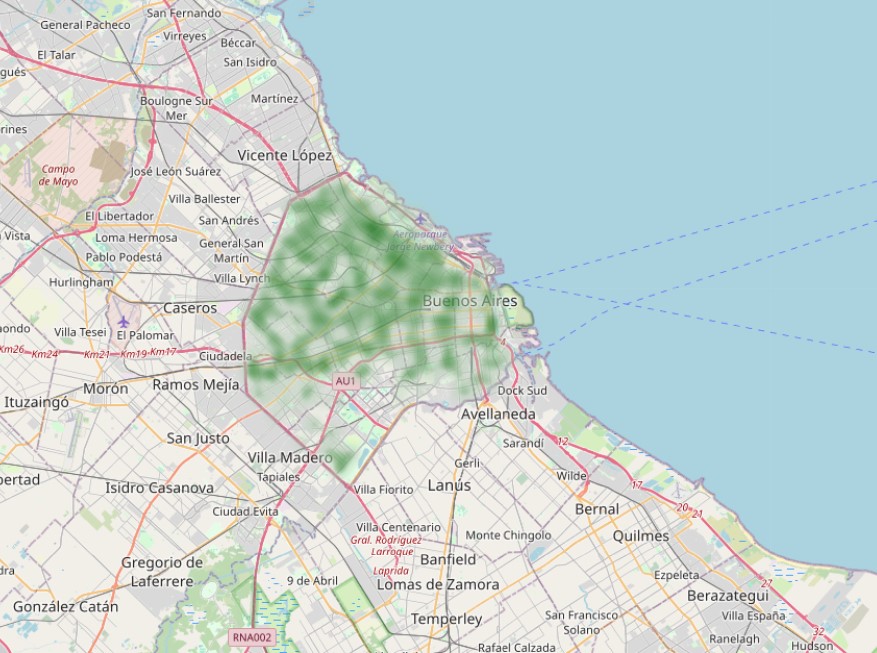 San Fernando
General Pacheco
Virreyes
Béccar
El Talar
San Isidro
gués
Boulogne Sur
Mer
Martínez
rines
Vicente López
Campo
de Mayo
José León Suárez
Villa Ballester
El Libertador
San Andrés
Aeroparque
Jorge Newbery
Vista
Loma Hermosa
General San
Martín
Pablo Podestá
Villa Lynch
Hurlingham
Buenos Aires
Caseros
aondo
Villa Tesei
El Palomar
Km26
Km24
Km21
Km19
Km17
Ciudadela
Morón
Ramos Mejía
AU1
Ituzaingó
Dock Sud
Avellaneda
San Justo
Sarandí
12
Villa Madero
Gerli
ertad
Tapiales
Wilde
Isidro Casanova
Villa Fiorito
Lanús
17
Ciudad Evita
Bernal
20
21
Villa Centenario
Monte Chingolo
Quilmes
Gral. Rodríguez
Larroque
Gregorio de
Laferrere
Banfield
Laprida
dra
9 de Abril
Lomas de Zamora
Ezpeleta
27
Berazategui
González Catán
Temperley
San Francisco
Solano
Villa España
RNA002
32
Ranelagh
Rafael Calzada
Hudson